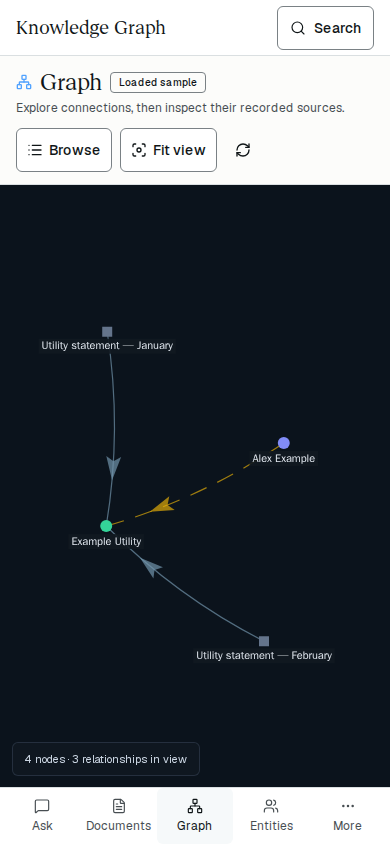 Knowledge Graph
Search
Graph
Loaded sample
Explore connections, then inspect their recorded sources.
Browse
Fit view
Utility statement — January
Alex Example
Example Utility
Utility statement — February
4 nodes · 3 relationships in view
Ask
Documents
Graph
Entities
More